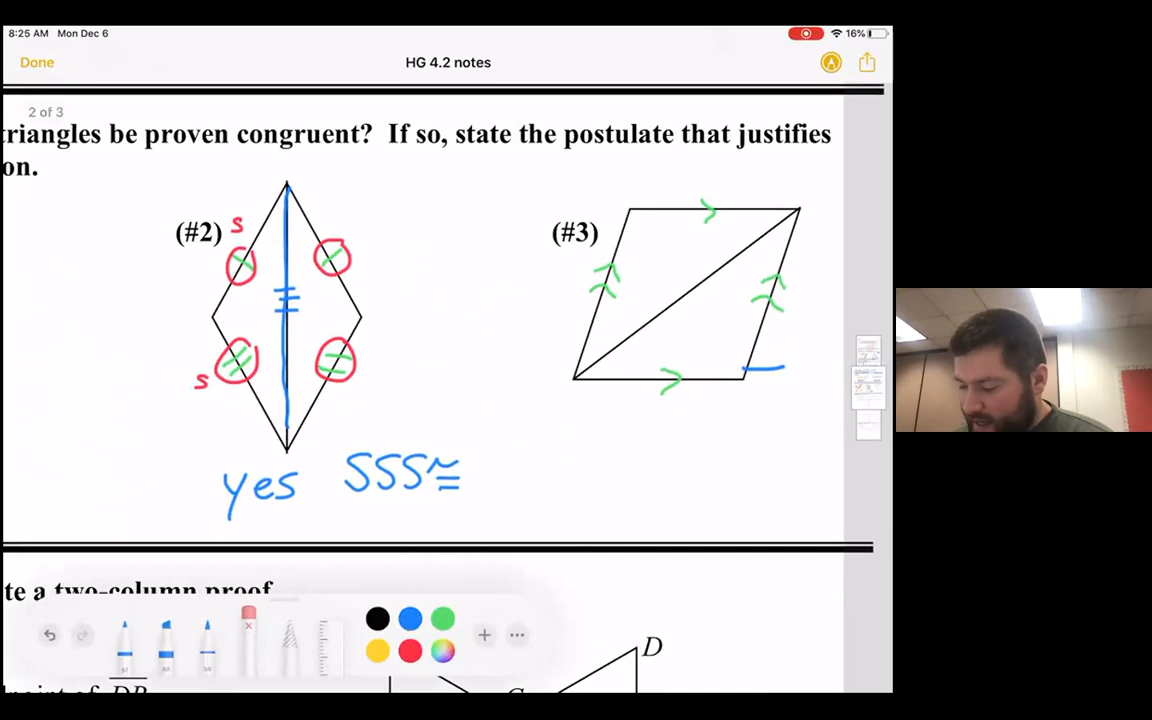 8:25 AM Mon Dec 6
16%
Done
HG 4.2 notes
2 of 3
triangles be proven congruent? If so, state the postulate that justifies
on.
(#2) s
(#3)
s
yes SSS≅
te a two-column proof
D